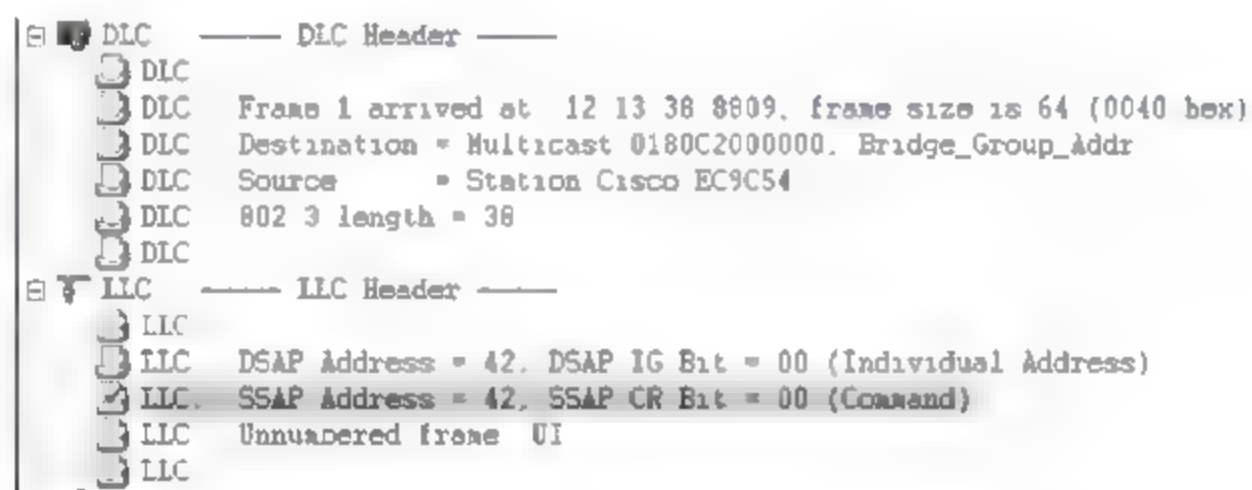 DLC ——— DLC Header ———
DLC
DLC Frame 1 arrived at 12 13 38 8809, frame size is 64 (0040 hex)
DLC Destination = Multicast 0180C2000000, Bridge_Group_Addr
DLC Source = Station Cisco EC9C54
DLC 802 3 length = 38
DLC
LLC ——— LLC Header ———
LLC
LLC DSAP Address = 42, DSAP IG Bit = 00 (Individual Address)
LLC. SSAP Address = 42, SSAP CR Bit = 00 (Command)
LLC Unnumbered frame UI
LLC